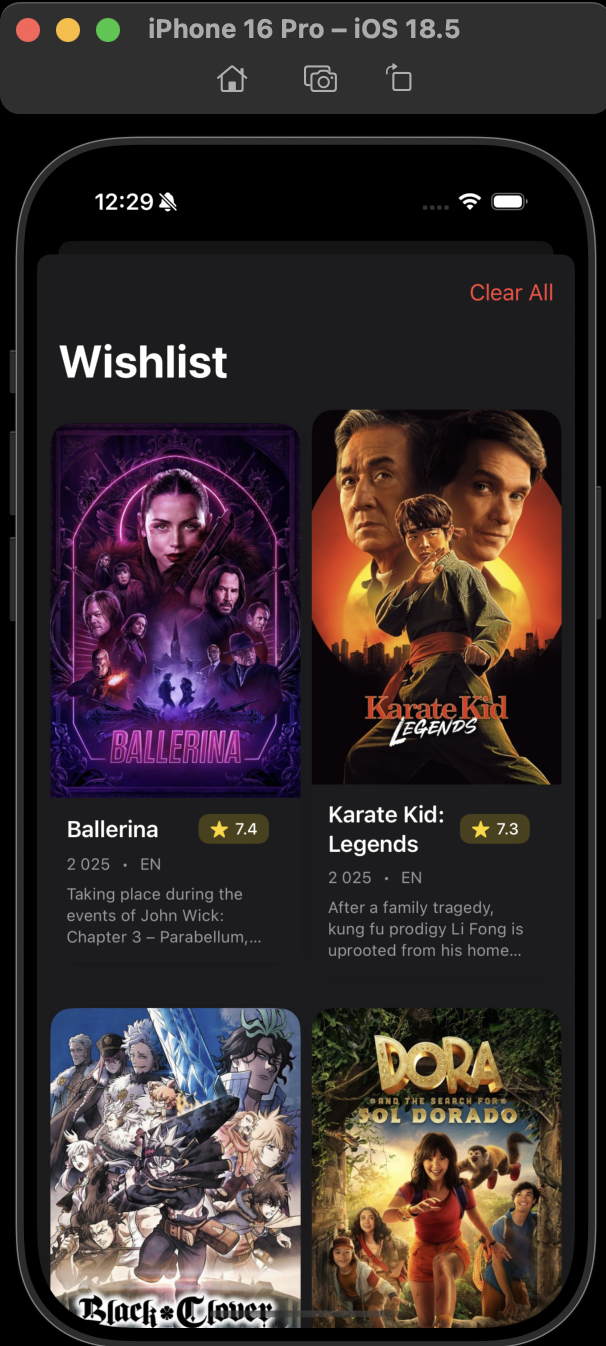 iPhone 16 Pro – iOS 18.5
12:29
Clear All
Wishlist
BALLERINA
Karate Kid
LEGENDS
Ballerina
7.4
2 025 • EN
Taking place during the
events of John Wick:
Chapter 3 – Parabellum,...
Karate Kid:
Legends
7.3
2 025 • EN
After a family tragedy,
kung fu prodigy Li Fong is
uprooted from his home...
Black*Clover
DORA
AND THE SEARCH FOR
SOL DORADO